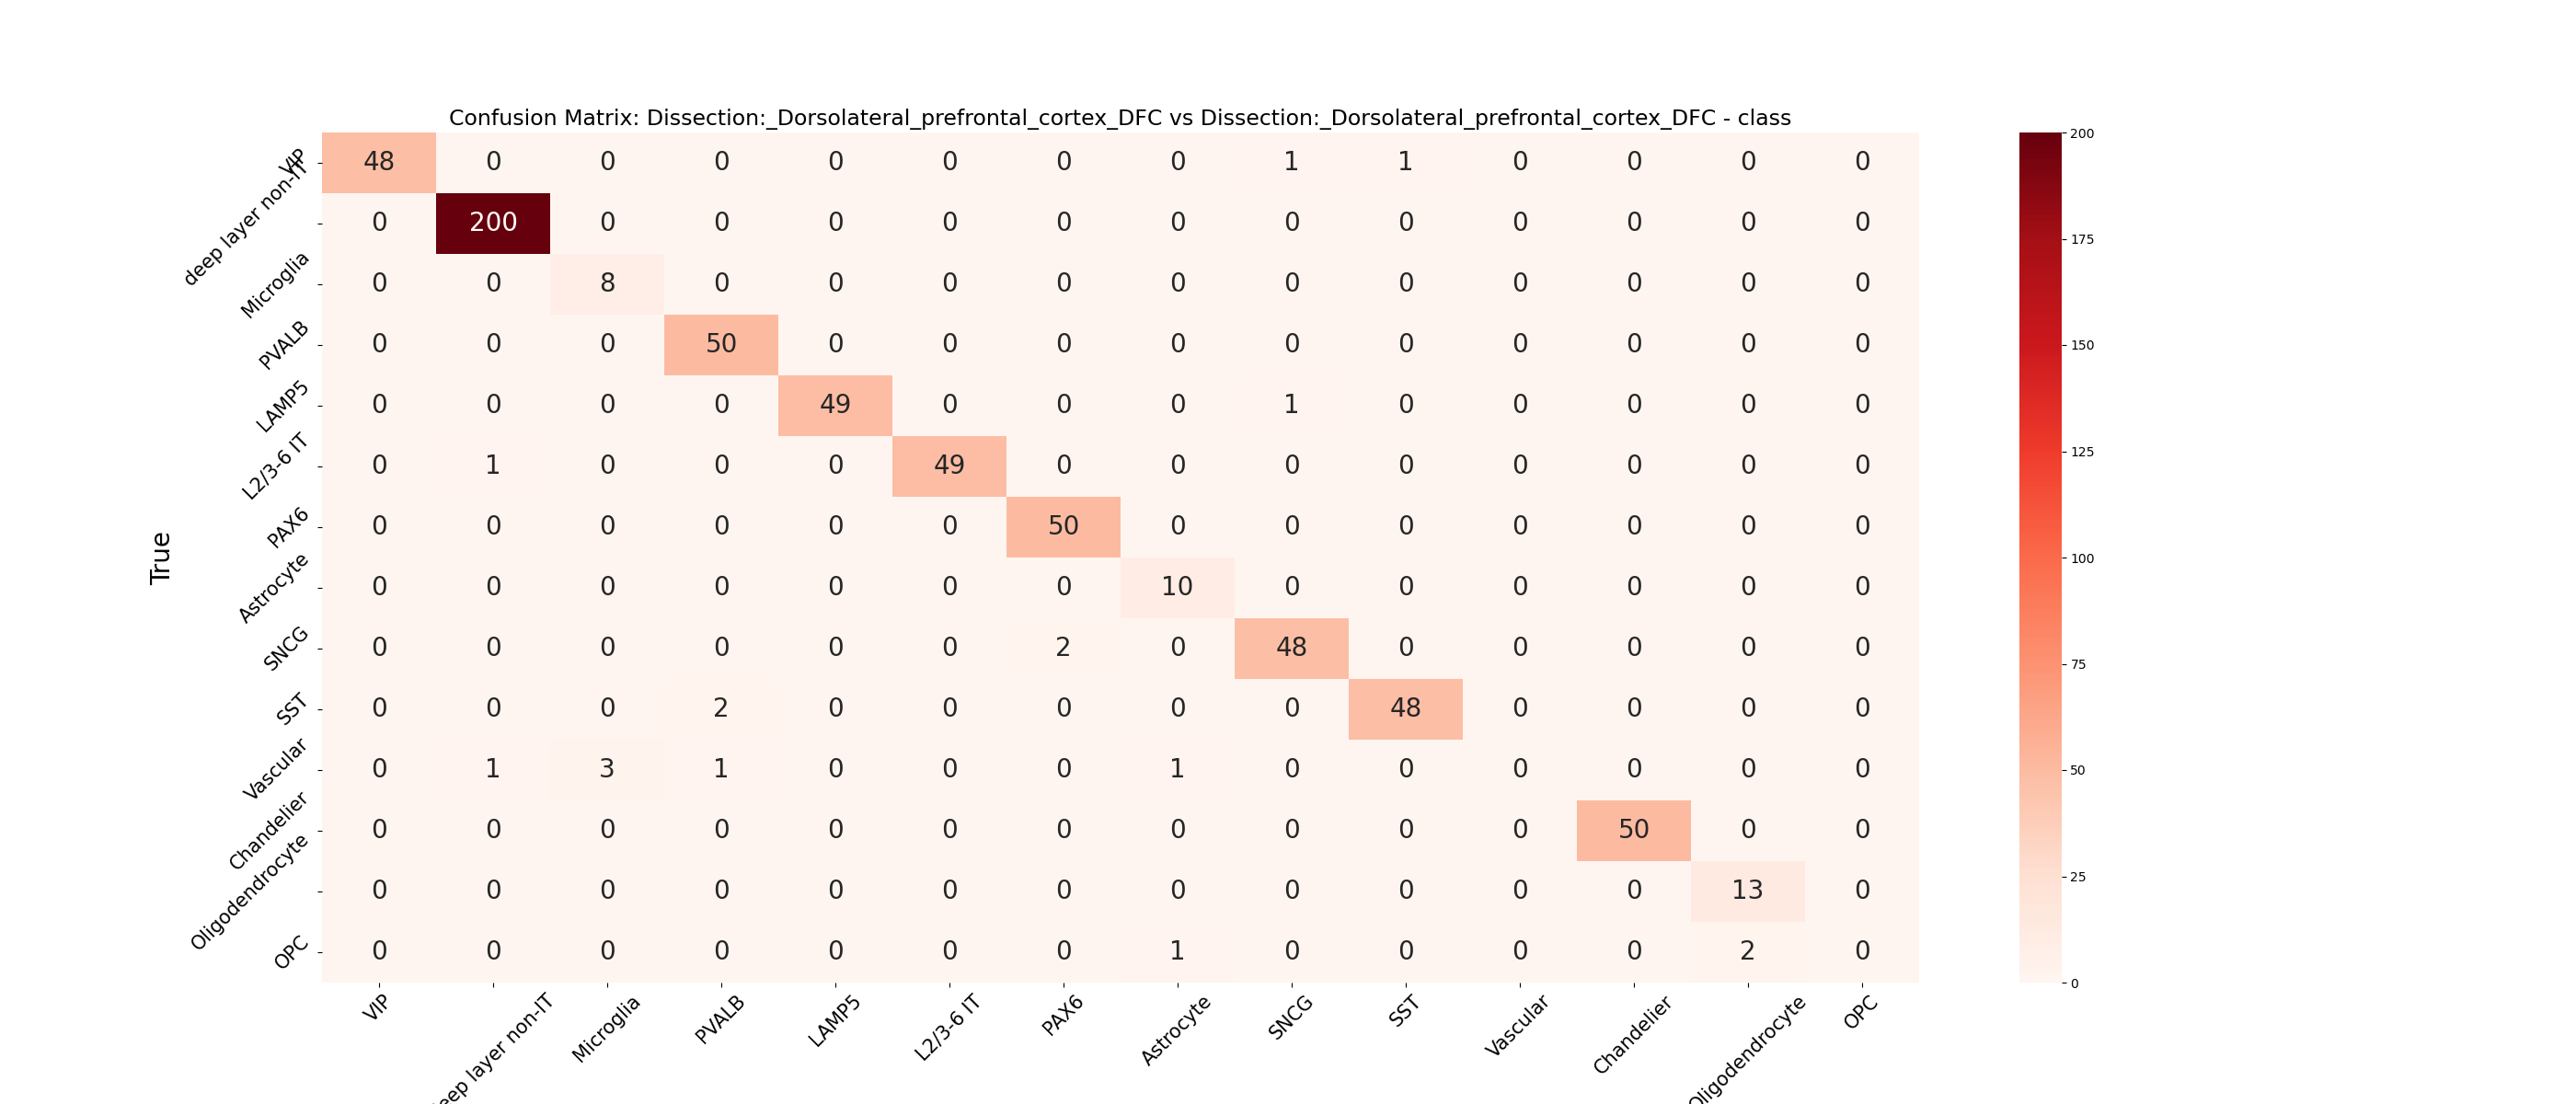 Confusion Matrix: Dissection:_Dorsolateral_prefrontal_cortex_DFC vs Dissection:_Dorsolateral_prefrontal_cortex_DFC - class
True
VIP 48 0 0 0 0 0 0 0 1 1 0 0 0 0
deep layer non-IT 0 200 0 0 0 0 0 0 0 0 0 0 0 0
Microglia 0 0 8 0 0 0 0 0 0 0 0 0 0 0
PVALB 0 0 0 50 0 0 0 0 0 0 0 0 0 0
LAMP5 0 0 0 0 49 0 0 0 1 0 0 0 0 0
L2/3-6 IT 0 1 0 0 0 49 0 0 0 0 0 0 0 0
PAX6 0 0 0 0 0 0 50 0 0 0 0 0 0 0
Astrocyte 0 0 0 0 0 0 0 10 0 0 0 0 0 0
SNCG 0 0 0 0 0 0 2 0 48 0 0 0 0 0
SST 0 0 0 2 0 0 0 0 0 48 0 0 0 0
Vascular 0 1 3 1 0 0 0 1 0 0 0 0 0 0
Chandelier 0 0 0 0 0 0 0 0 0 0 0 50 0 0
Oligodendrocyte 0 0 0 0 0 0 0 0 0 0 0 0 13 0
OPC 0 0 0 0 0 0 0 1 0 0 0 0 2 0
VIP
eep layer non-IT
Microglia
PVALB
LAMP5
L2/3-6 IT
PAX6
Astrocyte
SNCG
SST
Vascular
Chandelier
Oligodendrocyte
OPC
200
175
150
125
100
75
50
25
0